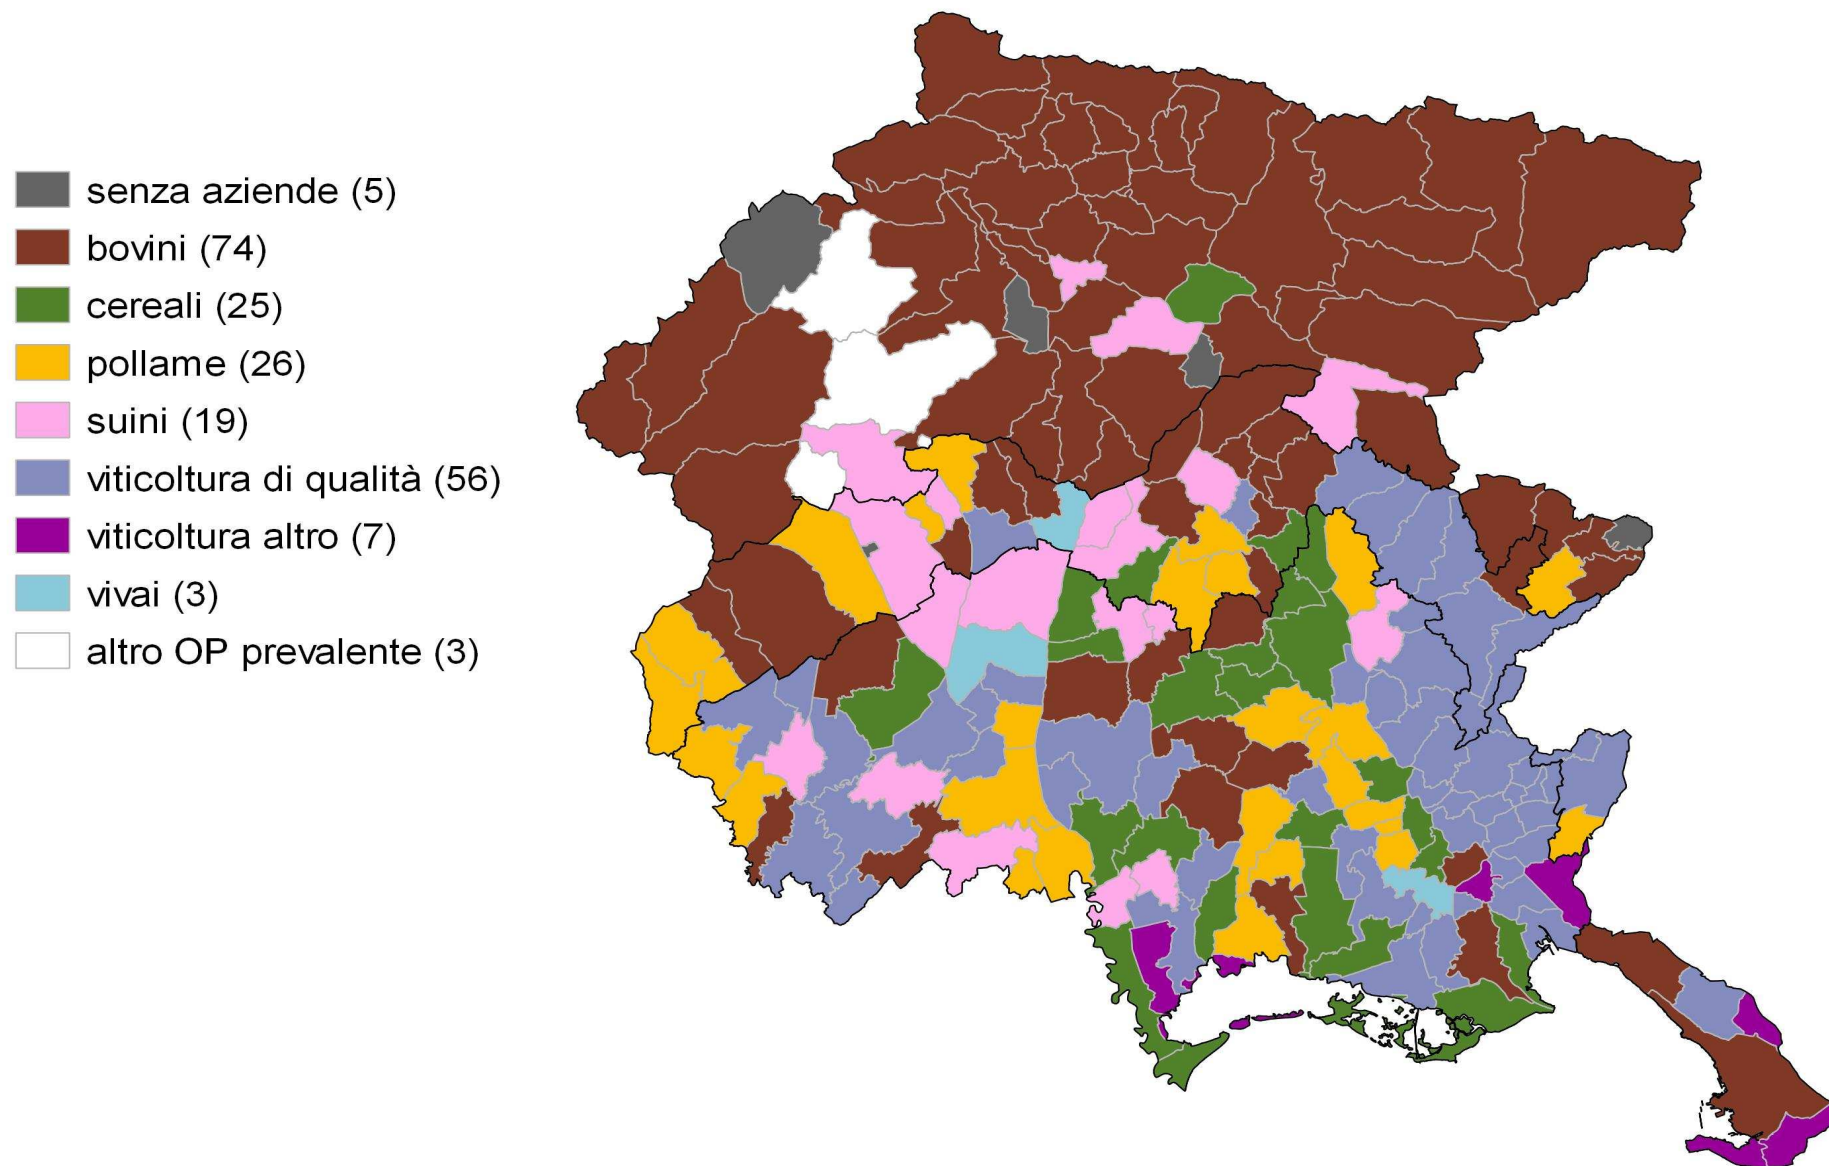 senza aziende (5)
bovini (74)
cereali (25)
pollame (26)
suini (19)
viticoltura di qualità (56)
viticoltura altro (7)
vivai (3)
altro OP prevalente (3)